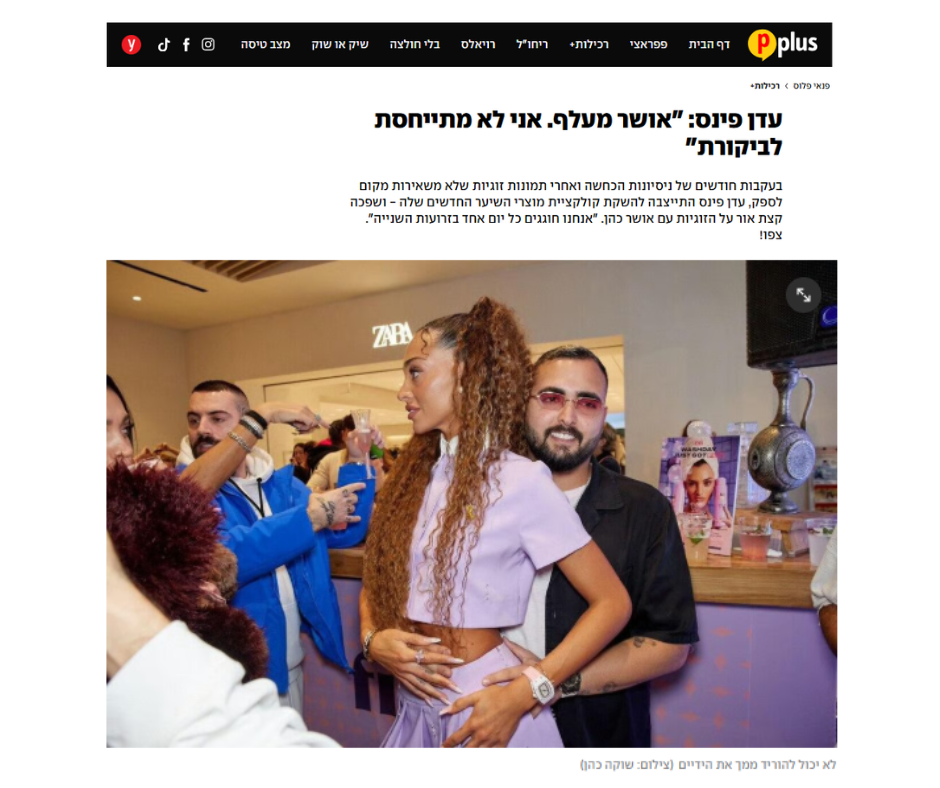 pplus
דף הבית
פפראצי
רכילות+
ריחו״ל
רויאלס
בלי חולצה
שיק או שוק
מצב טיסה
y
פנאי פלוס › רכילות+
עדן פינס: ״אושר מעלף. אני לא מתייחסת
לביקורת״
בעקבות חודשים של ניסיונות הכחשה ואחרי תמונות זוגיות שלא משאירות מקום
לספק, עדן פינס התייצבה להשקת קולקציית מוצרי השיער החדשים שלה – ושפכה
קצת אור על הזוגיות עם אושר כהן. ״אנחנו חוגגים כל יום אחד בזרועות השנייה״.
צפו!
ZARA
WASHDAY
JUST GOT
לא יכול להוריד ממך את הידיים (צילום: שוקה כהן)